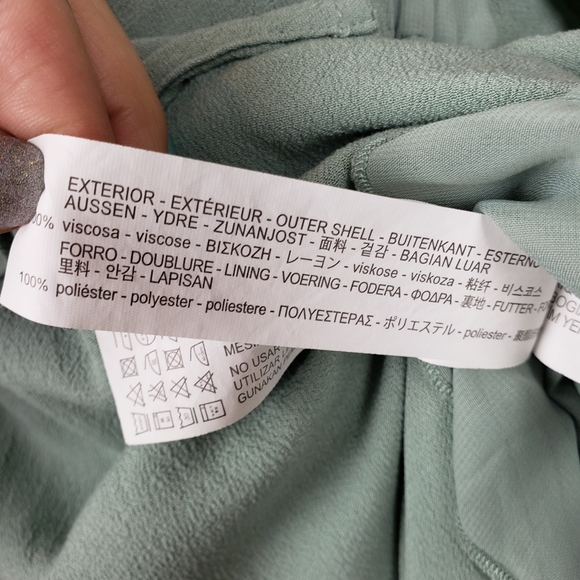 EXTERIOR - EXTÉRIEUR - OUTER SHELL - BUITENKANT - ESTERNO
AUSSEN - YDRE - ZUNANJOST - 面料 - 겉감 - BAGIAN LUAR
viscosa - viscose - ΒΙΣΚΟΖΗ - レーヨン - viskose - viskoza - 粘纤 - 비스코스
FORRO - DOUBLURE - LINING - VOERING - FODERA - ΦΟΔΡΑ - 裏地 - FUTTER
里料 - 안감 - LAPISAN
100% poliéster - polyester - poliestere - ΠΟΛΥΕΣΤΕΡΑΣ - ポリエステル - poliester
NO USAR
UTILIZAR
GUNAKAN